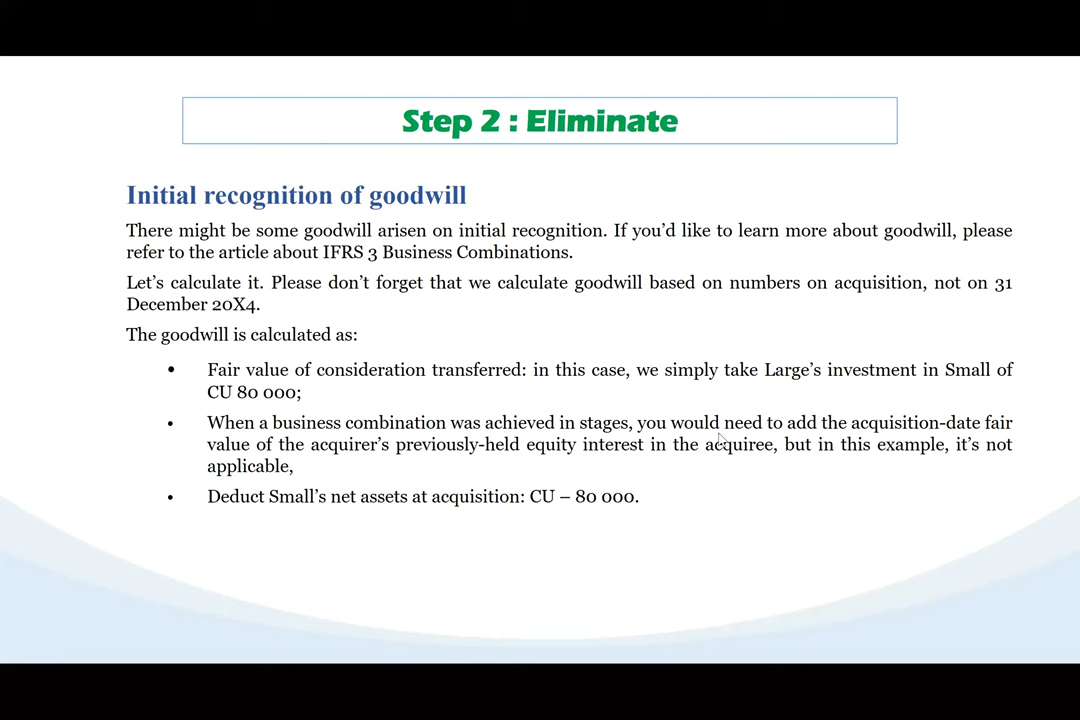 Step 2 : Eliminate
Initial recognition of goodwill
There might be some goodwill arisen on initial recognition. If you’d like to learn more about goodwill, please
refer to the article about IFRS 3 Business Combinations.
Let’s calculate it. Please don’t forget that we calculate goodwill based on numbers on acquisition, not on 31
December 20X4.
The goodwill is calculated as:
• Fair value of consideration transferred: in this case, we simply take Large’s investment in Small of
CU 80 000;
• When a business combination was achieved in stages, you would need to add the acquisition-date fair
value of the acquirer’s previously-held equity interest in the acquiree, but in this example, it’s not
applicable,
• Deduct Small’s net assets at acquisition: CU – 80 000.